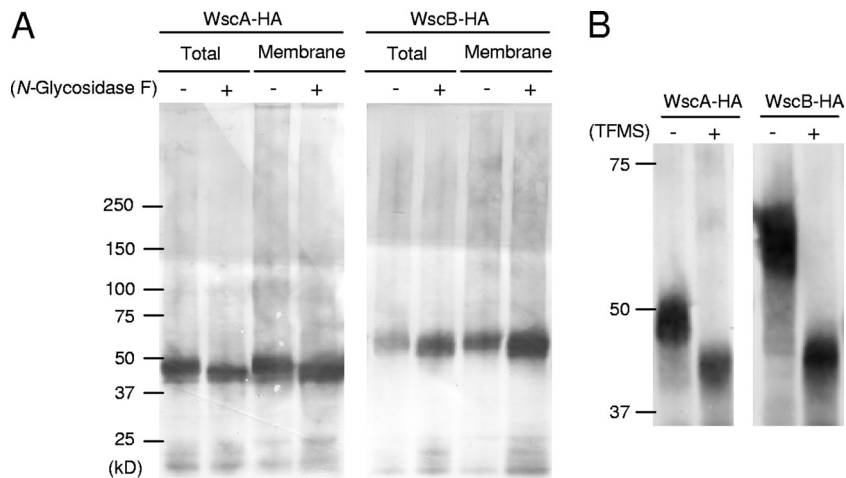 A
WscA-HA WscB-HA
Total Membrane Total Membrane
(N-Glycosidase F) - + - + - + - +
250
150
100
75
50
37
25
(kD)
B
WscA-HA WscB-HA
(TFMS) - + - +
75
50
37